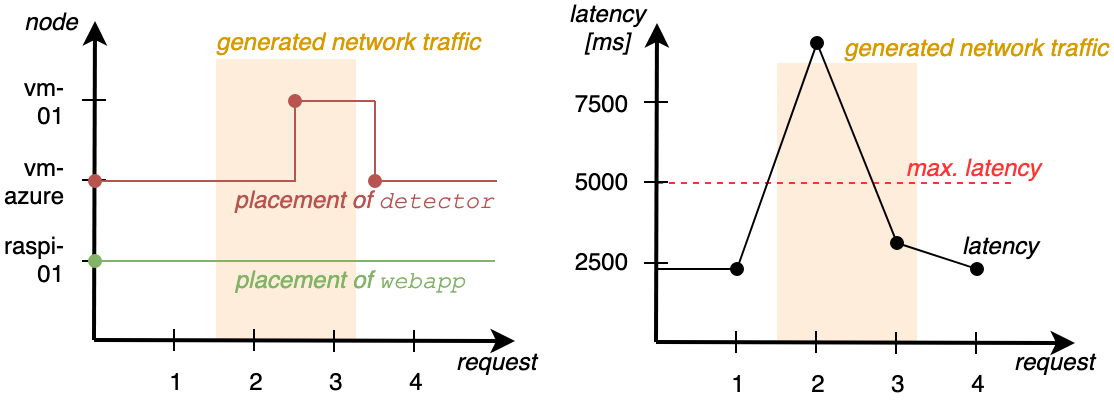 node
generated network traffic
vm-
01
vm-
azure
placement of detector
raspi-
01
placement of webapp
1
2
3
4
request
latency
[ms]
generated network traffic
7500
max. latency
5000
latency
2500
1
2
3
4
request